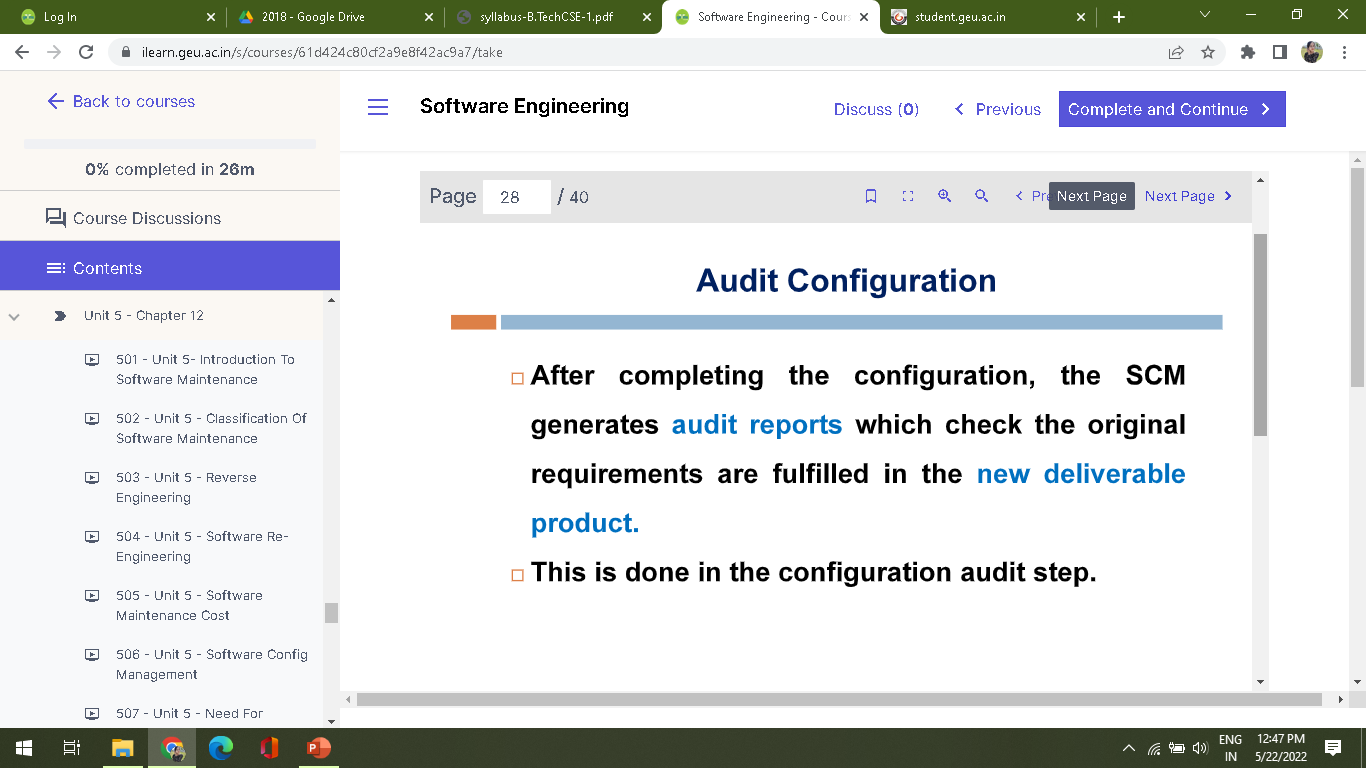 Log In
2018 - Google Drive
syllabus-B.TechCSE-1.pdf
Software Engineering - Cour
student.geu.ac.in
ilearn.geu.ac.in/s/courses/61d424c80cf2a9e8f42ac9a7/take
Back to courses
0% completed in 26m
Course Discussions
Contents
Unit 5 - Chapter 12
501 - Unit 5- Introduction To
Software Maintenance
502 - Unit 5 - Classification Of
Software Maintenance
503 - Unit 5 - Reverse
Engineering
504 - Unit 5 - Software Re-
Engineering
505 - Unit 5 - Software
Maintenance Cost
506 - Unit 5 - Software Config
Management
507 - Unit 5 - Need For
Software Engineering
Discuss (0)
Previous
Complete and Continue
Page 28 / 40
Pre
Next Page
Next Page
Audit Configuration
After completing the configuration, the SCM
generates audit reports which check the original
requirements are fulfilled in the new deliverable
product.
This is done in the configuration audit step.
ENG
IN
12:47 PM
5/22/2022